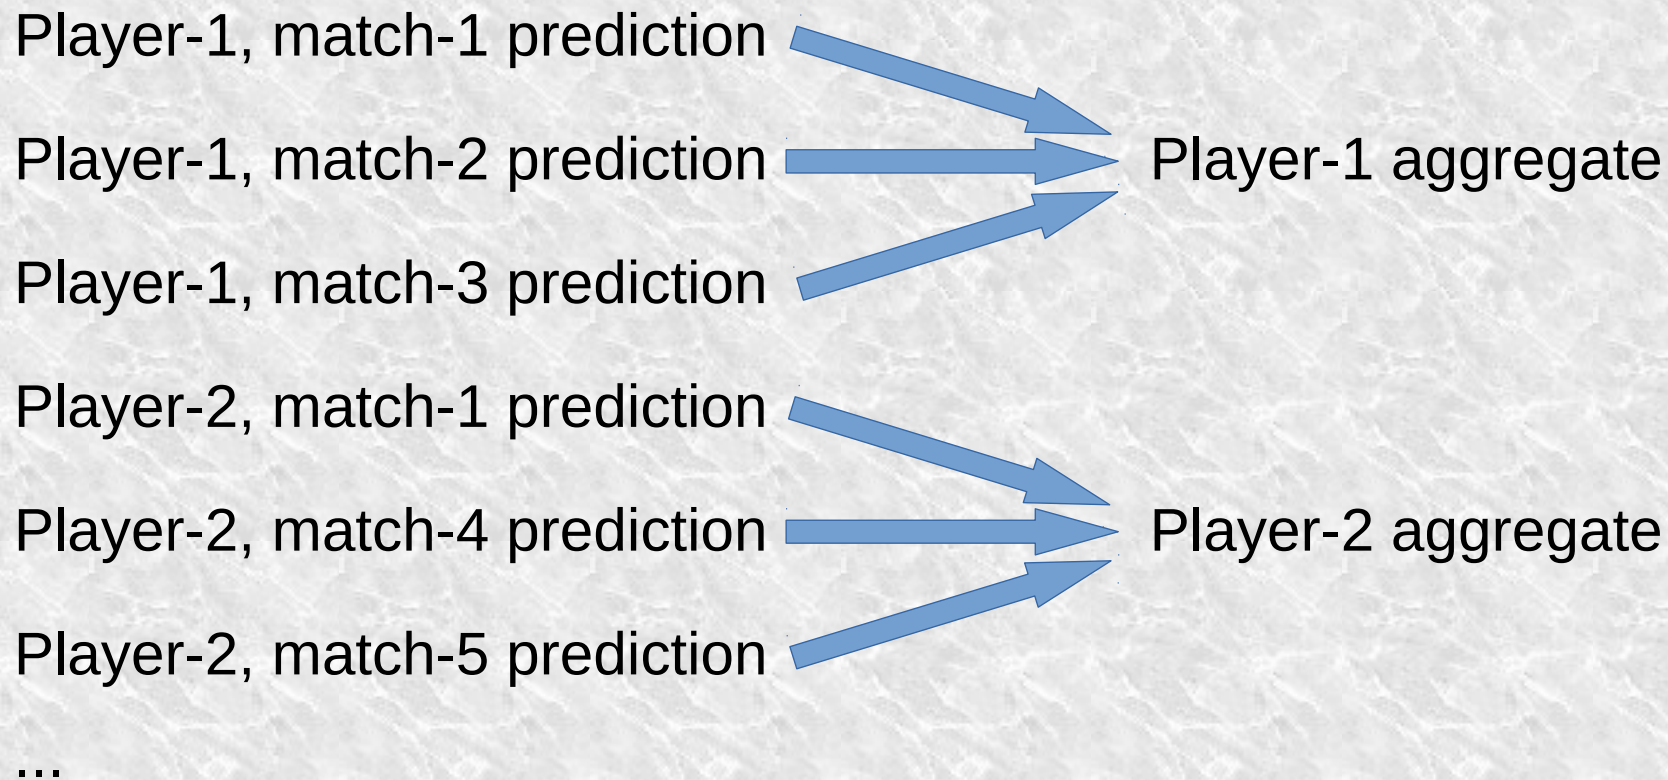 Player-1, match-1 prediction
Player-1, match-2 prediction
Player-1 aggregate
Player-1, match-3 prediction
Player-2, match-1 prediction
Player-2, match-4 prediction
Player-2 aggregate
Player-2, match-5 prediction
...